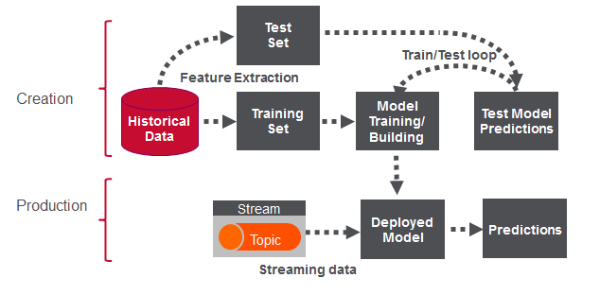 Test
Set
Train/Test loop
Feature Extraction
Creation
Historical
Data
Training
Set
Model
Training/
Building
Test Model
Predictions
Production
Stream
Topic
Deployed
Model
Predictions
Streaming data